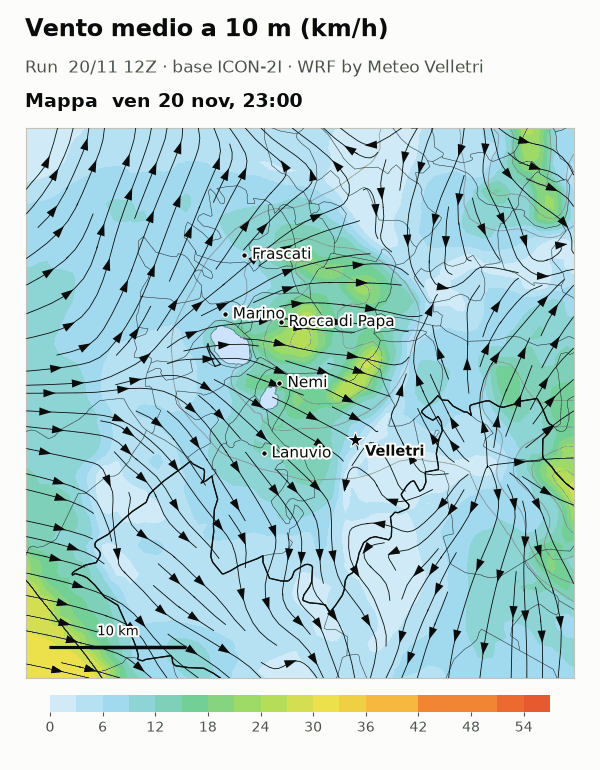 Vento medio a 10 m (km/h)
Run  20/11 12Z · base ICON-2I · WRF by Meteo Velletri
Mappa  ven 20 nov, 23:00
Frascati
Marino
Rocca di Papa
Nemi
Velletri
Lanuvio
10 km
0 6 12 18 24 30 36 42 48 54